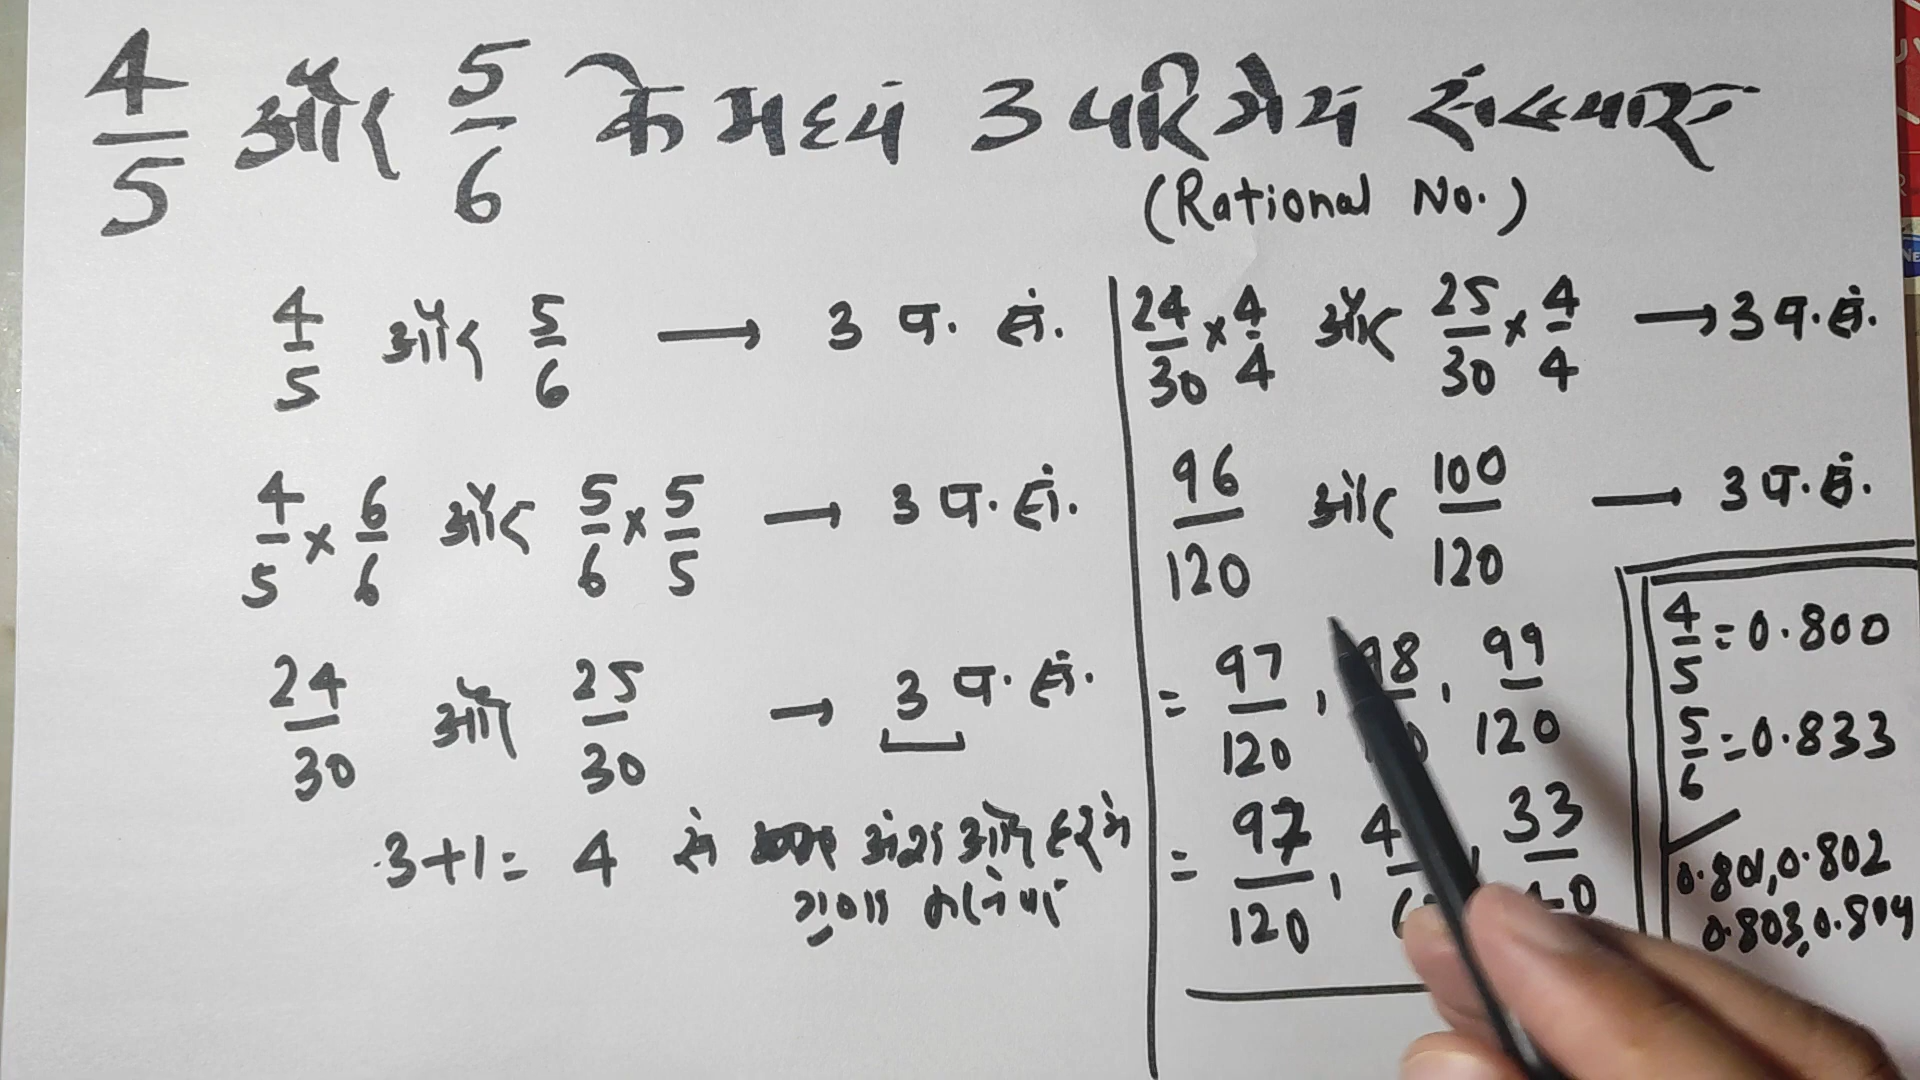 4/5 और 5/6 के मध्य 3 परिमेय संख्याएं
(Rational No.)
4/5 और 5/6 → 3 प. सं.
4/5 × 6/6 और 5/6 × 5/5 → 3 प. सं.
24/30 और 25/30 → 3 प. सं.
3+1= 4 से अंश और हर में
गुणा करने पर
24/30 × 4/4 और 25/30 × 4/4 → 3 प. सं.
96/120 और 100/120 → 3 प. सं.
= 97/120, 98/ , 99/120
= 97/120, 33/
4/5 = 0.800
5/6 = 0.833
0.801, 0.802
0.803, 0.804